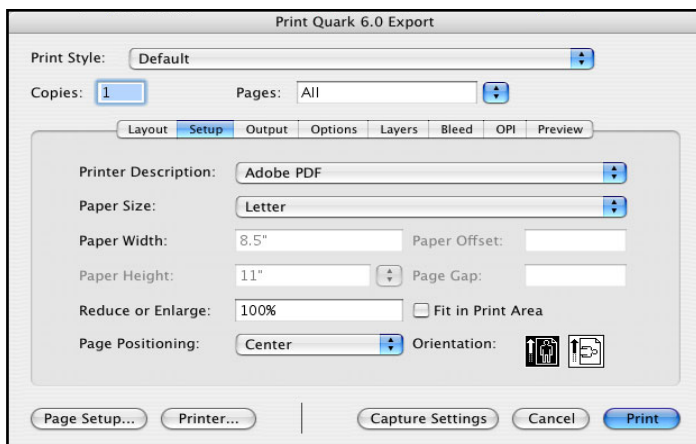 Print Quark 6.0 Export
Print Style: Default
Copies: 1 Pages: All
Layout Setup Output Options Layers Bleed OPI Preview
Printer Description: Adobe PDF
Paper Size: Letter
Paper Width: 8.5" Paper Offset:
Paper Height: 11" Page Gap:
Reduce or Enlarge: 100% Fit in Print Area
Page Positioning: Center Orientation:
Page Setup... Printer... Capture Settings Cancel Print